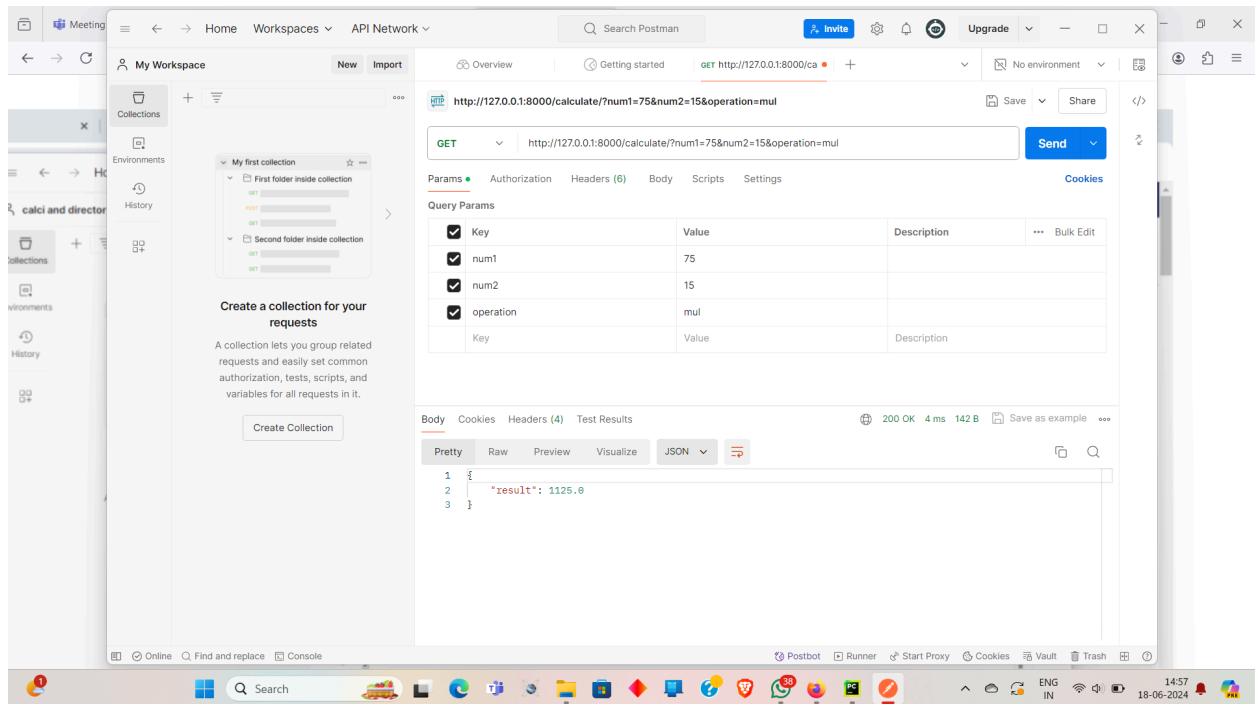 Meeting
Home Workspaces API Network
Search Postman
Invite
Upgrade
My Workspace New Import
Overview Getting started GET http://127.0.0.1:8000/ca
No environment
Collections
Environments
History
http://127.0.0.1:8000/calculate/?num1=75&num2=15&operation=mul
Save Share
GET http://127.0.0.1:8000/calculate/?num1=75&num2=15&operation=mul
Send
Params Authorization Headers (6) Body Scripts Settings Cookies
Query Params
Key Value Description Bulk Edit
num1 75
num2 15
operation mul
Key Value Description
My first collection
First folder inside collection
GET
POST
GET
Second folder inside collection
GET
GET
Create a collection for your
requests
A collection lets you group related
requests and easily set common
authorization, tests, scripts, and
variables for all requests in it.
Create Collection
Body Cookies Headers (4) Test Results
200 OK 4 ms 142 B Save as example
Pretty Raw Preview Visualize JSON
1 {
2 "result": 1125.0
3 }
Online Find and replace Console
Postbot Runner Start Proxy Cookies Vault Trash
calci and director
History
1
Search
38
ENG
IN
14:57
18-06-2024